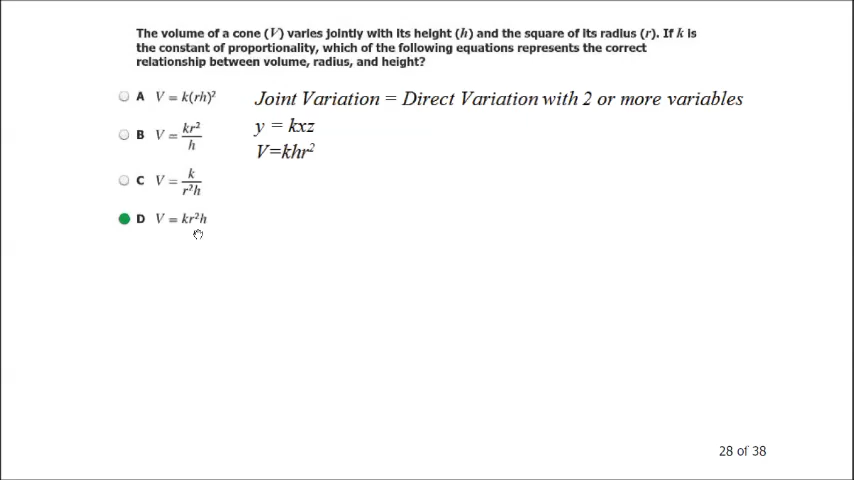 The volume of a cone (V) varies jointly with its height (h) and the square of its radius (r). If k is
the constant of proportionality, which of the following equations represents the correct
relationship between volume, radius, and height?
A V = k(rh)²
Joint Variation = Direct Variation with 2 or more variables
y = kxz
B V = kr²/h
V=khr²
C V = k/r²h
D V = kr²h
28 of 38